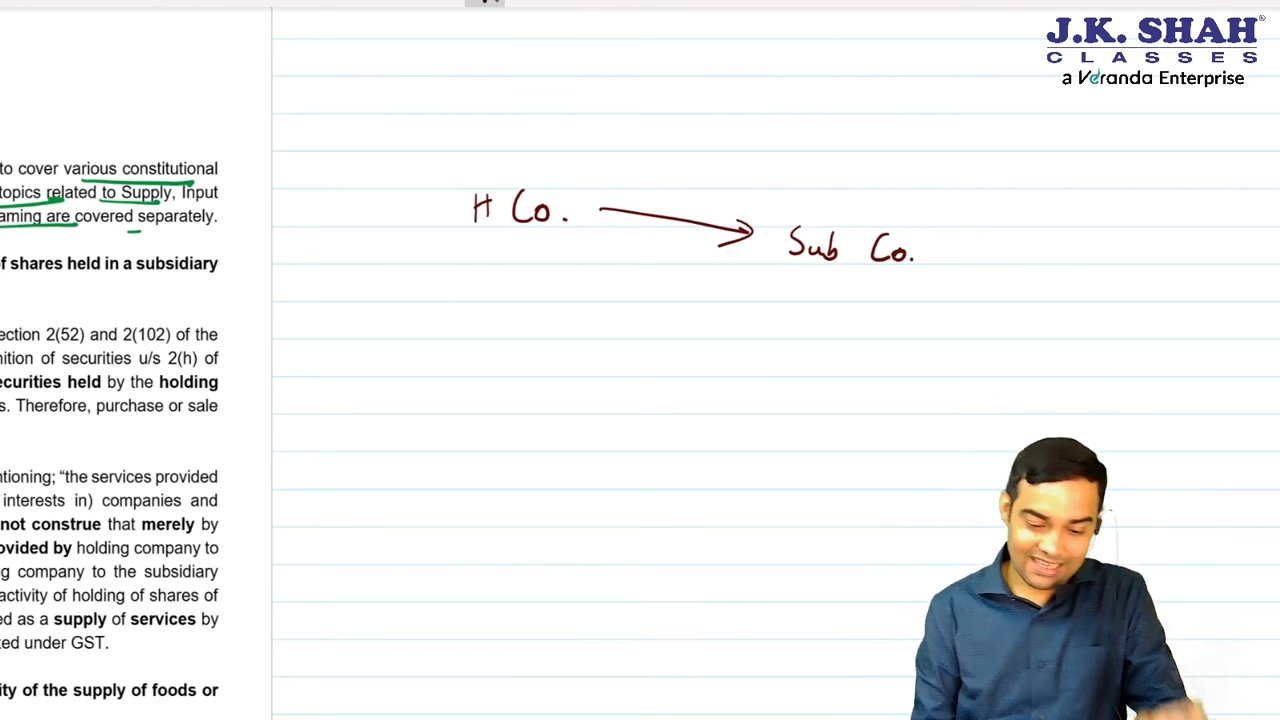 J.K. SHAH
CLASSES
a Veranda Enterprise
to cover various constitutional
topics related to Supply, Input
aming are covered separately.
of shares held in a subsidiary
ection 2(52) and 2(102) of the
nition of securities u/s 2(h) of
ecurities held by the holding
s. Therefore, purchase or sale
ntioning; “the services provided
interests in) companies and
not construe that merely by
ovided by holding company to
ng company to the subsidiary
activity of holding of shares of
ed as a supply of services by
xed under GST.
ity of the supply of foods or
H Co.
Sub Co.